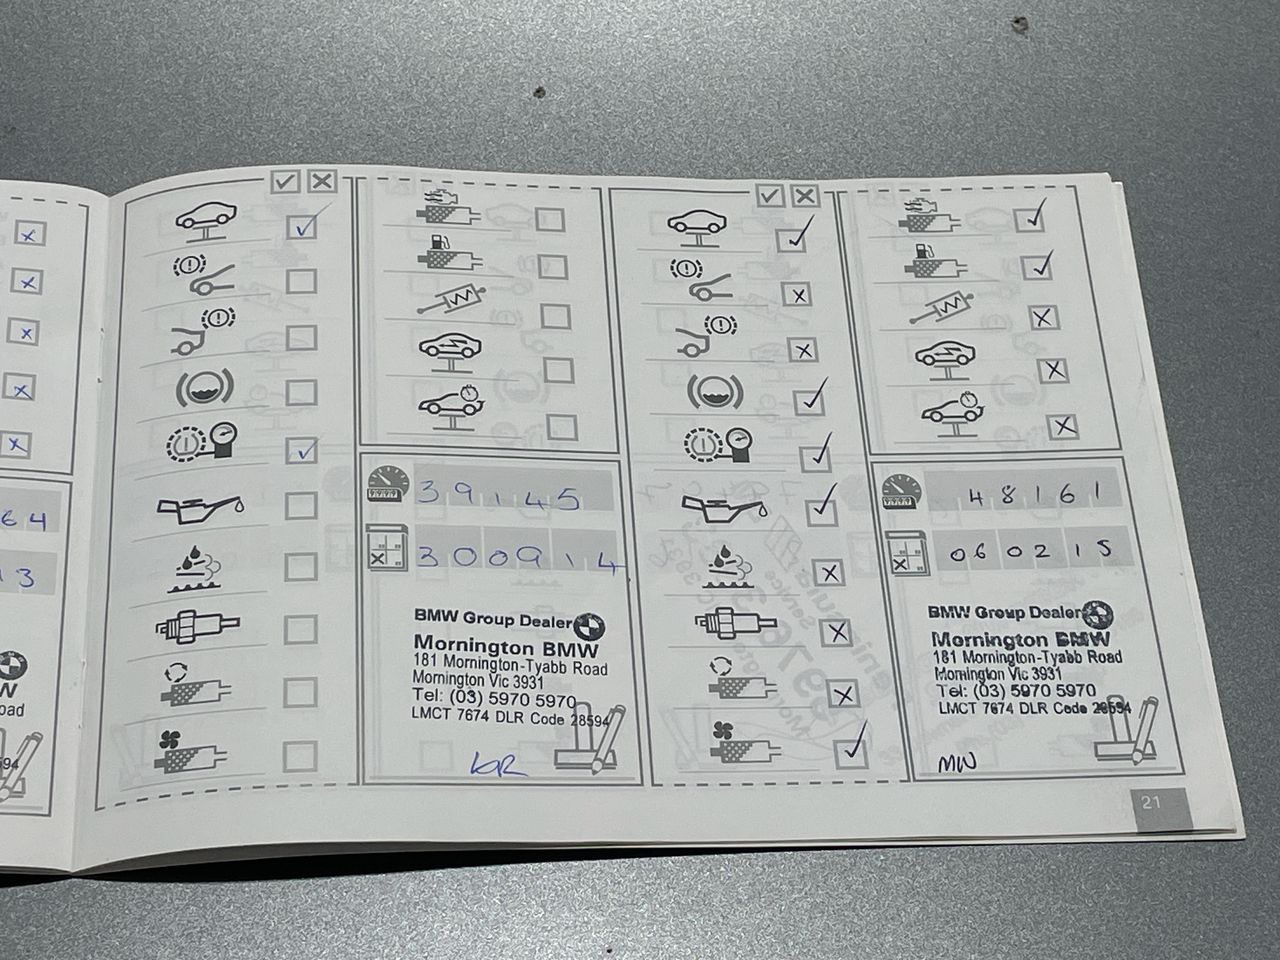 64
13
W
oad
594
39145
300914
BMW Group Dealer
Mornington BMW
181 Mornington-Tyabb Road
Mornington Vic 3931
Tel: (03) 5970 5970
LMCT 7674 DLR Code 28594
48161
060215
BMW Group Dealer
Mornington BMW
181 Mornington-Tyabb Road
Mornington Vic 3931
Tel: (03) 5970 5970
LMCT 7674 DLR Code 28594
MW
21